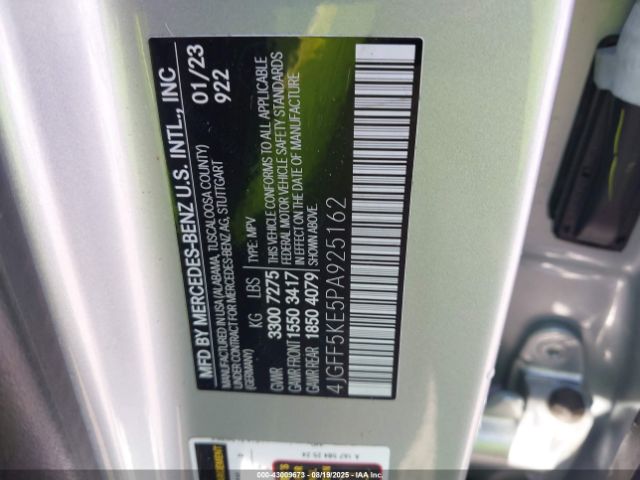 MFD BY MERCEDES-BENZ U.S. INTL., INC
MANUFACTURED IN USA (ALABAMA, TUSCALOOSA COUNTY)
UNDER CONTRACT FOR MERCEDES-BENZ AG, STUTTGART
(GERMANY)
01/23
922
KG LBS TYPE: MPV
GWR 3300 7275
GAWR FRONT 1550 3417
GAWR REAR 1850 4079
THIS VEHICLE CONFORMS TO ALL APPLICABLE
FEDERAL MOTOR VEHICLE SAFETY STANDARDS
IN EFFECT ON THE DATE OF MANUFACTURE
SHOWN ABOVE.
4JGFF5KE5PA925162
Owner: 43009673 - 08/19/2025 - IAA Inc.